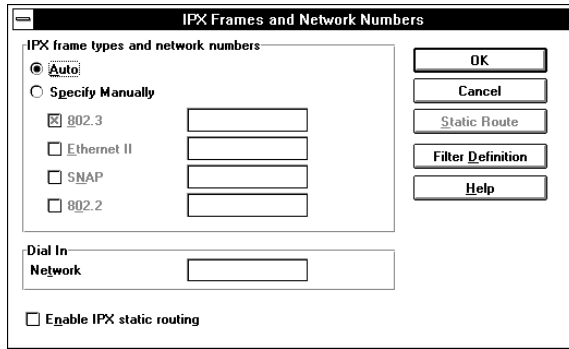 IPX Frames and Network Numbers
IPX frame types and network numbers
Auto
Specify Manually
802.3
Ethernet II
SNAP
802.2
Dial In
Network
Enable IPX static routing
OK
Cancel
Static Route
Filter Definition
Help